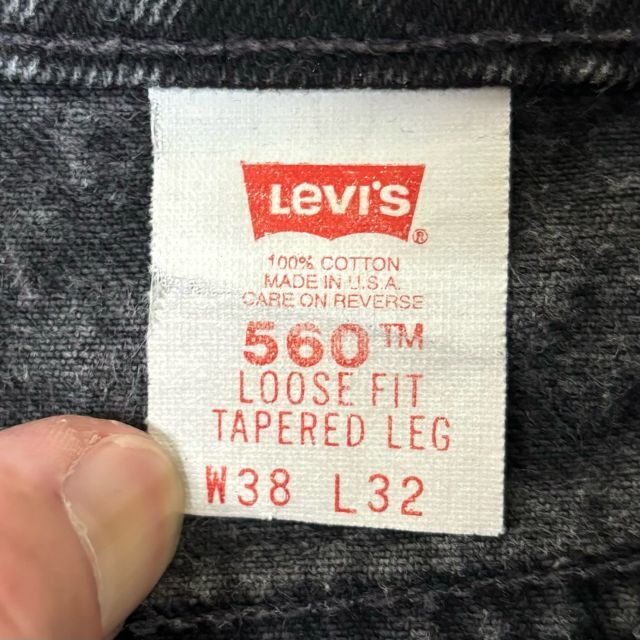 Levi's®
100% COTTON
MADE IN U.S.A.
CARE ON REVERSE
560™
LOOSE FIT
TAPERED LEG
W38 L32